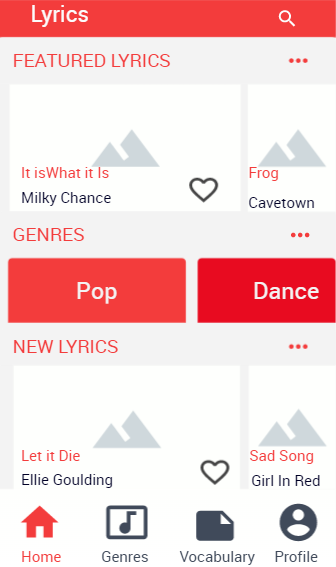 Lyrics
FEATURED LYRICS
It isWhat it Is
Milky Chance
Frog
Cavetown
GENRES
Pop
Dance
NEW LYRICS
Let it Die
Ellie Goulding
Sad Song
Girl In Red
Home
Genres
Vocabulary
Profile